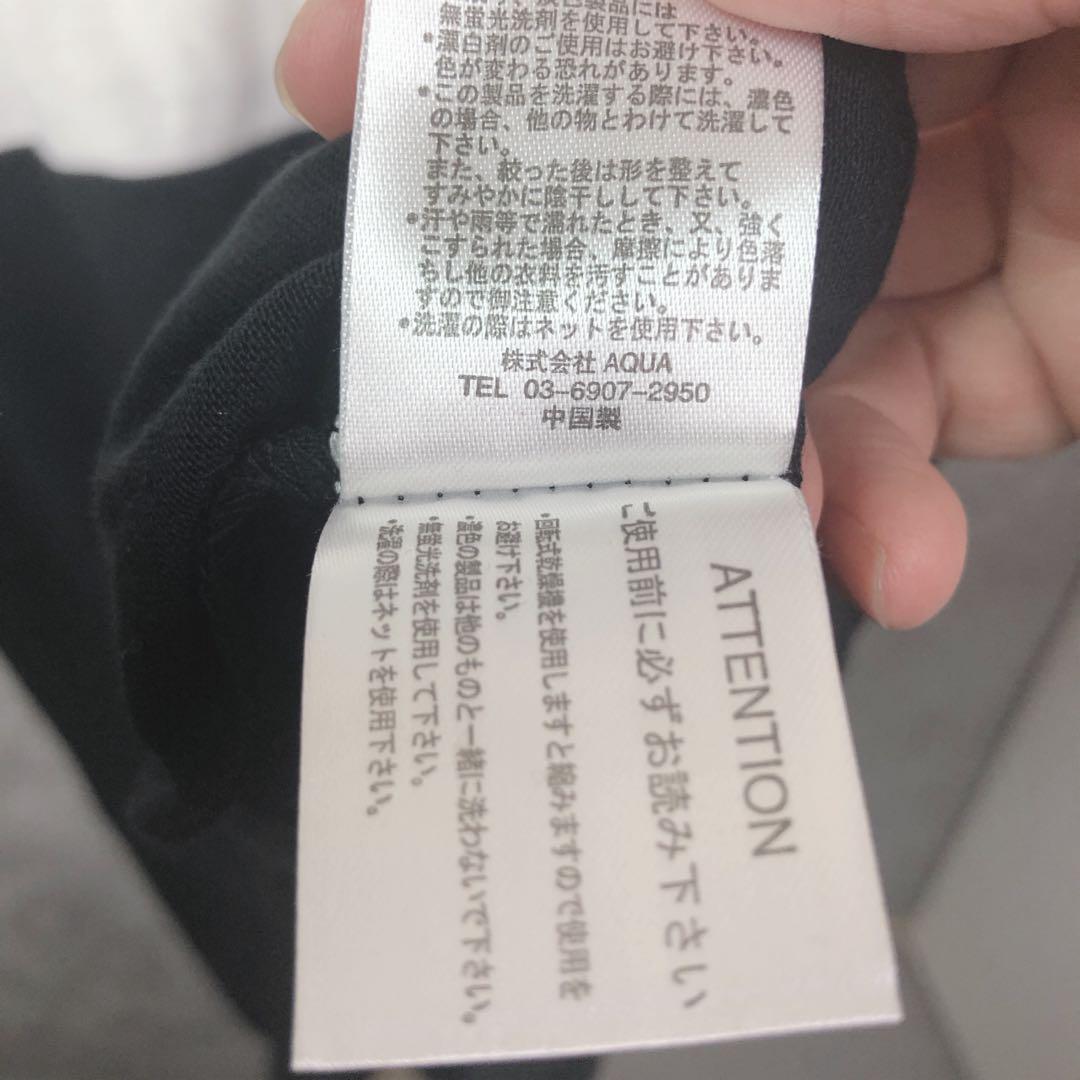 製品には
無蛍光洗剤を使用して下さい。
•漂白剤のご使用はお避け下さい。
色が変わる恐れがあります。
•この製品を洗濯する際には、濃色
の場合、他の物とわけて洗濯して
下さい。
また、絞った後は形を整えて
すみやかに陰干しして下さい。
•汗や雨等で濡れたとき、又、強く
こすられた場合、摩擦により色落
ちし他の衣料を汚すことがありま
すので御注意ください。
•洗濯の際はネットを使用下さい。
株式会社 AQUA
TEL 03-6907-2950
中国製
ATTENTION
ご使用前に必ずお読み下さい
•回転式乾燥機を使用しますと縮みますので使用を
お避け下さい。
•濃色の製品は他のものと一緒に洗わないで下さい。
•無蛍光洗剤を使用して下さい。
•洗濯の際はネットを使用下さい。